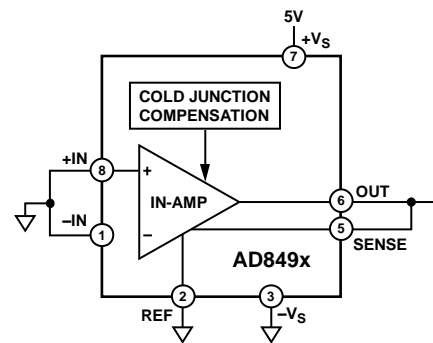 5V
+VS
7
COLD JUNCTION
COMPENSATION
+IN
8
+
IN-AMP
6
OUT
–IN
1
–
5
SENSE
AD849x
2
3
REF
–VS